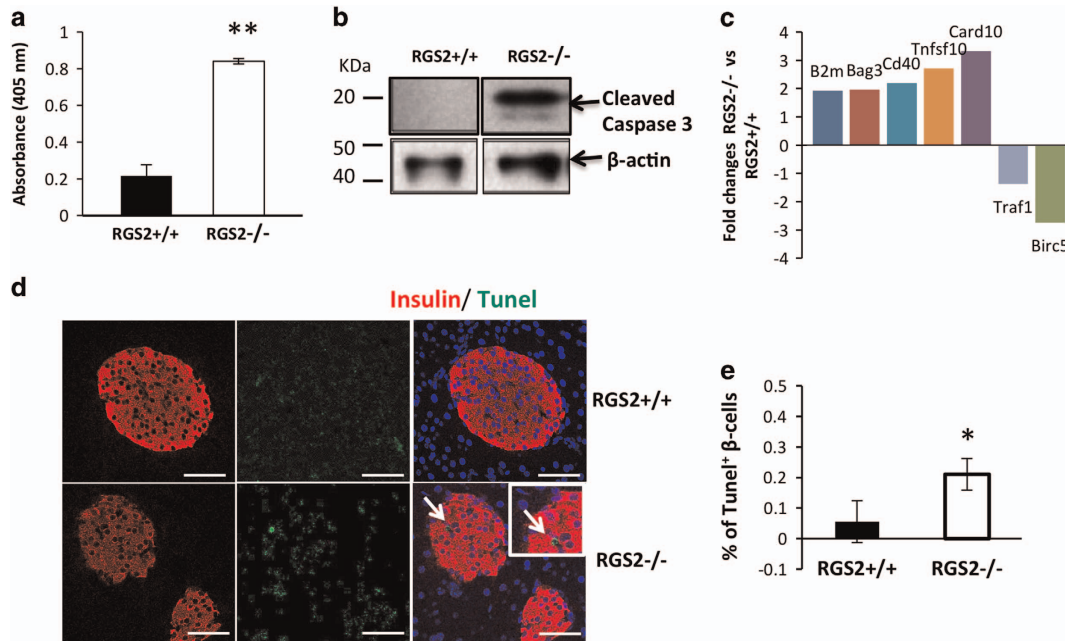 a
Absorbance (405 nm)
1
0.8
0.6
0.4
0.2
0
**
RGS2+/+
RGS2-/-
b
RGS2+/+
RGS2-/-
KDa
20
50
40
Cleaved
Caspase 3
β-actin
c
Fold changes RGS2-/- vs
RGS2+/+
4
3
2
1
0
-1
-2
-3
-4
B2m
Bag3
Cd40
Tnfsf10
Card10
Traf1
Birc5
d
Insulin/ Tunel
RGS2+/+
RGS2-/-
e
% of Tunel⁺ β-cells
0.5
0.4
0.3
0.2
0.1
0
-0.1
*
RGS2+/+
RGS2-/-